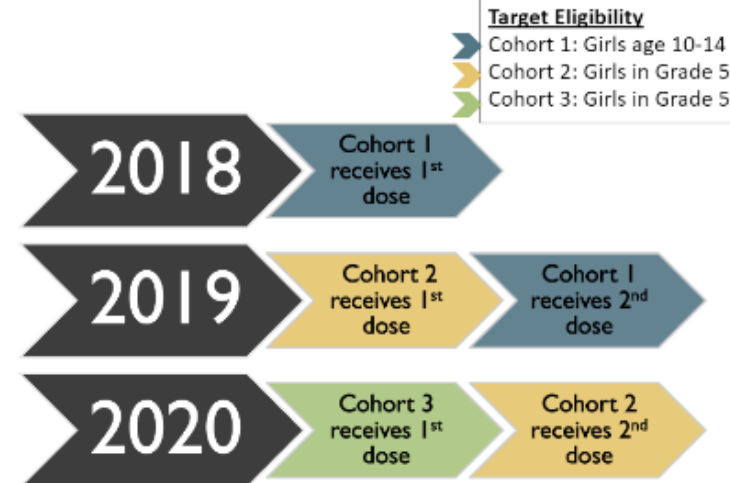 Target Eligibility
Cohort 1: Girls age 10-14
Cohort 2: Girls in Grade 5
Cohort 3: Girls in Grade 5
2018
Cohort 1
receives 1st
dose
2019
Cohort 2
receives 1st
dose
Cohort 1
receives 2nd
dose
2020
Cohort 3
receives 1st
dose
Cohort 2
receives 2nd
dose